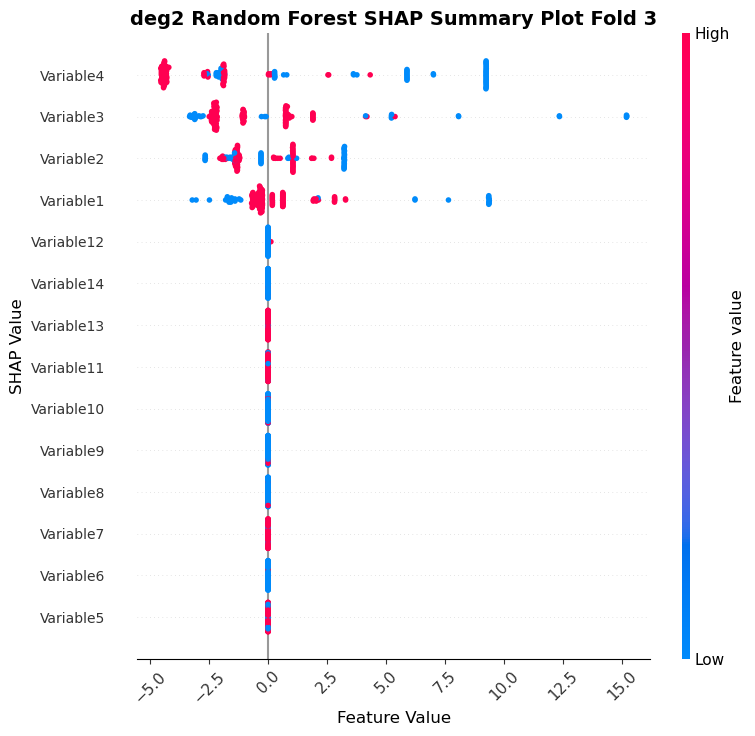 deg2 Random Forest SHAP Summary Plot Fold 3
High
Variable4
Variable3
Variable2
Variable1
Variable12
Variable14
Variable13
Variable11
Variable10
Variable9
Variable8
Variable7
Variable6
Variable5
SHAP Value
Feature value
Low
−5.0 −2.5 0.0 2.5 5.0 7.5 10.0 12.5 15.0
Feature Value